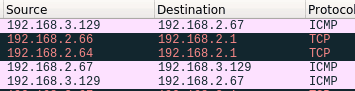 Source Destination Protoco
192.168.3.129 192.168.2.67 ICMP
192.168.2.66 192.168.2.1 TCP
192.168.2.64 192.168.2.1 TCP
192.168.2.67 192.168.3.129 ICMP
192.168.3.129 192.168.2.67 ICMP